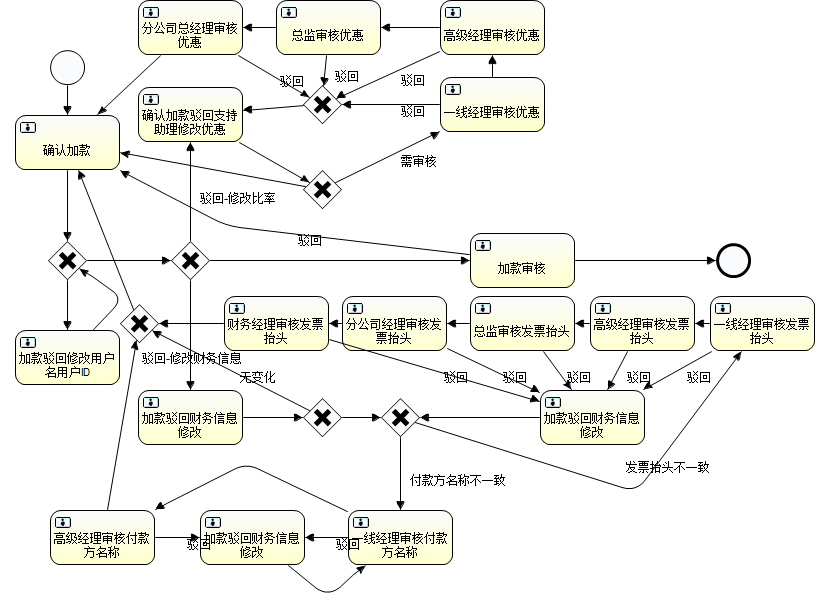 分公司总经理审核
优惠
总监审核优惠
高级经理审核优惠
驳回
驳回
驳回
确认加款驳回支持
助理修改优惠
驳回
一线经理审核优惠
确认加款
需审核
驳回-修改比率
驳回
加款审核
财务经理审核发票
抬头
分公司经理审核发
票抬头
总监审核发票抬头
高级经理审核发票
抬头
一线经理审核发票
抬头
加款驳回修改用户
名用户ID
驳回-修改财务信息
无变化
驳回
驳回
驳回
驳回
驳回
加款驳回财务信息
修改
加款驳回财务信息
修改
发票抬头不一致
付款方名称不一致
高级经理审核付款
方名称
驳回
加款驳回财务信息
修改
驳回
一线经理审核付款
方名称